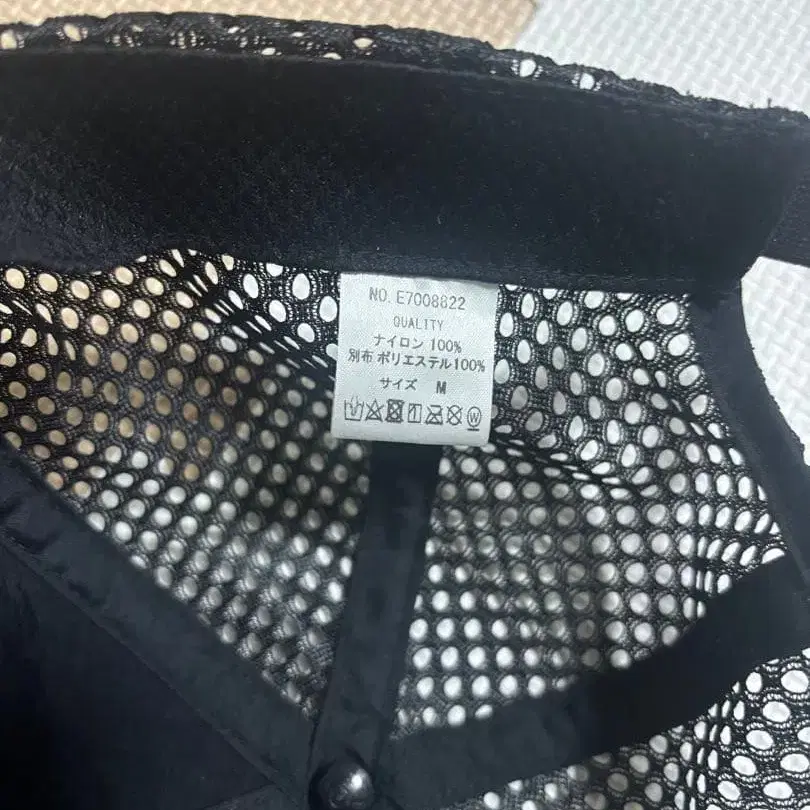 NO. E7008822
QUALITY
ナイロン 100%
別布 ポリエステル100%
サイズ M
W